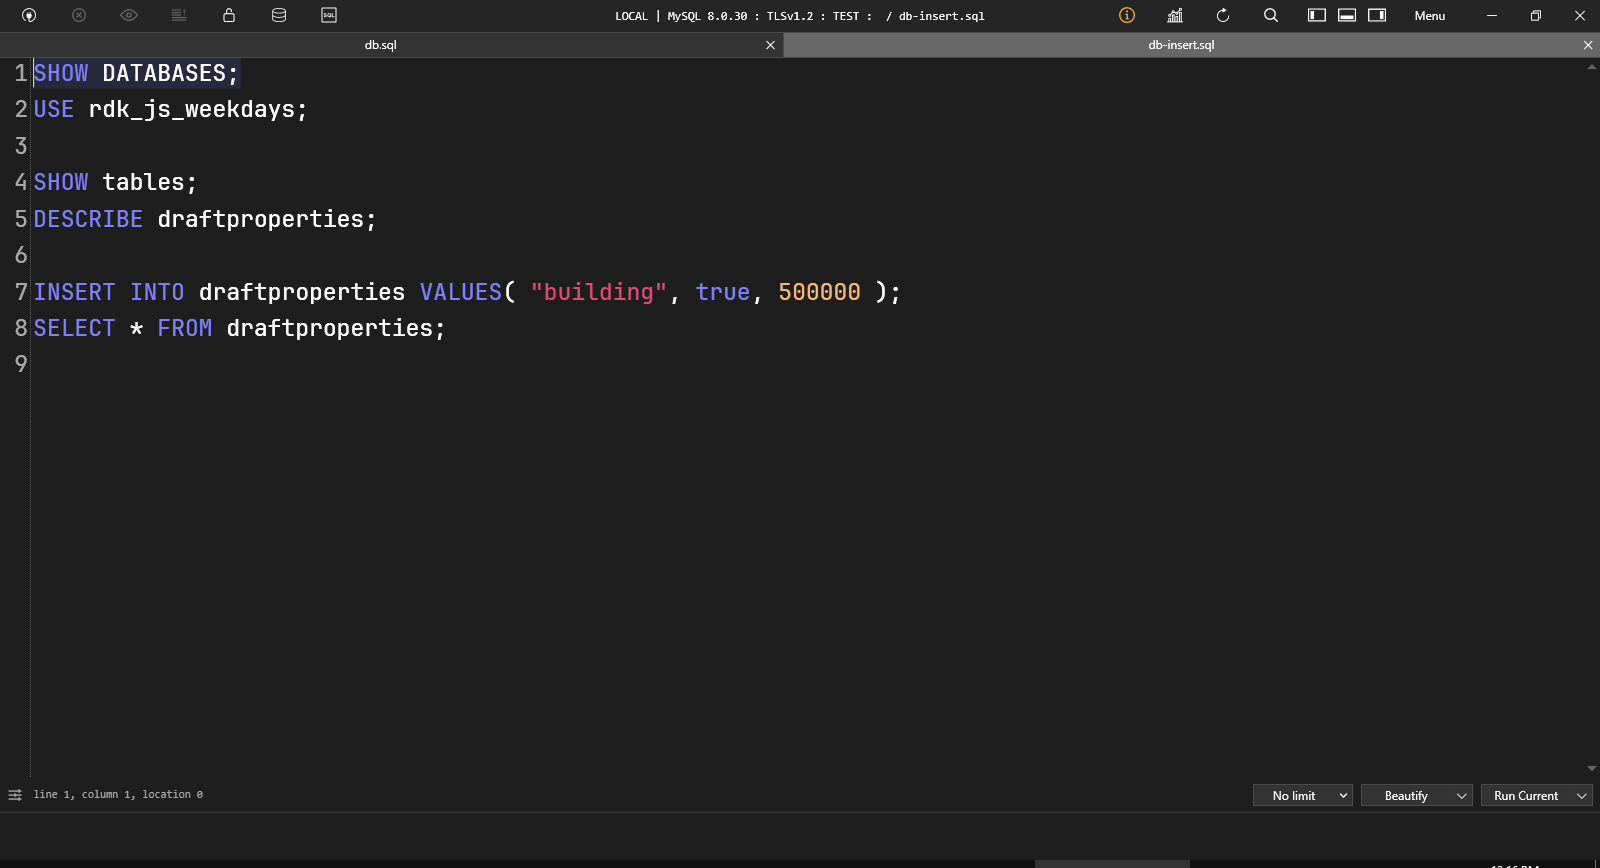 SQL
LOCAL | MySQL 8.0.30 : TLSv1.2 : TEST :  / db-insert.sql
Menu
db.sql
db-insert.sql
1 SHOW DATABASES;
2 USE rdk_js_weekdays;
3
4 SHOW tables;
5 DESCRIBE draftproperties;
6
7 INSERT INTO draftproperties VALUES( "building", true, 500000 );
8 SELECT * FROM draftproperties;
9
line 1, column 1, location 0
No limit
Beautify
Run Current